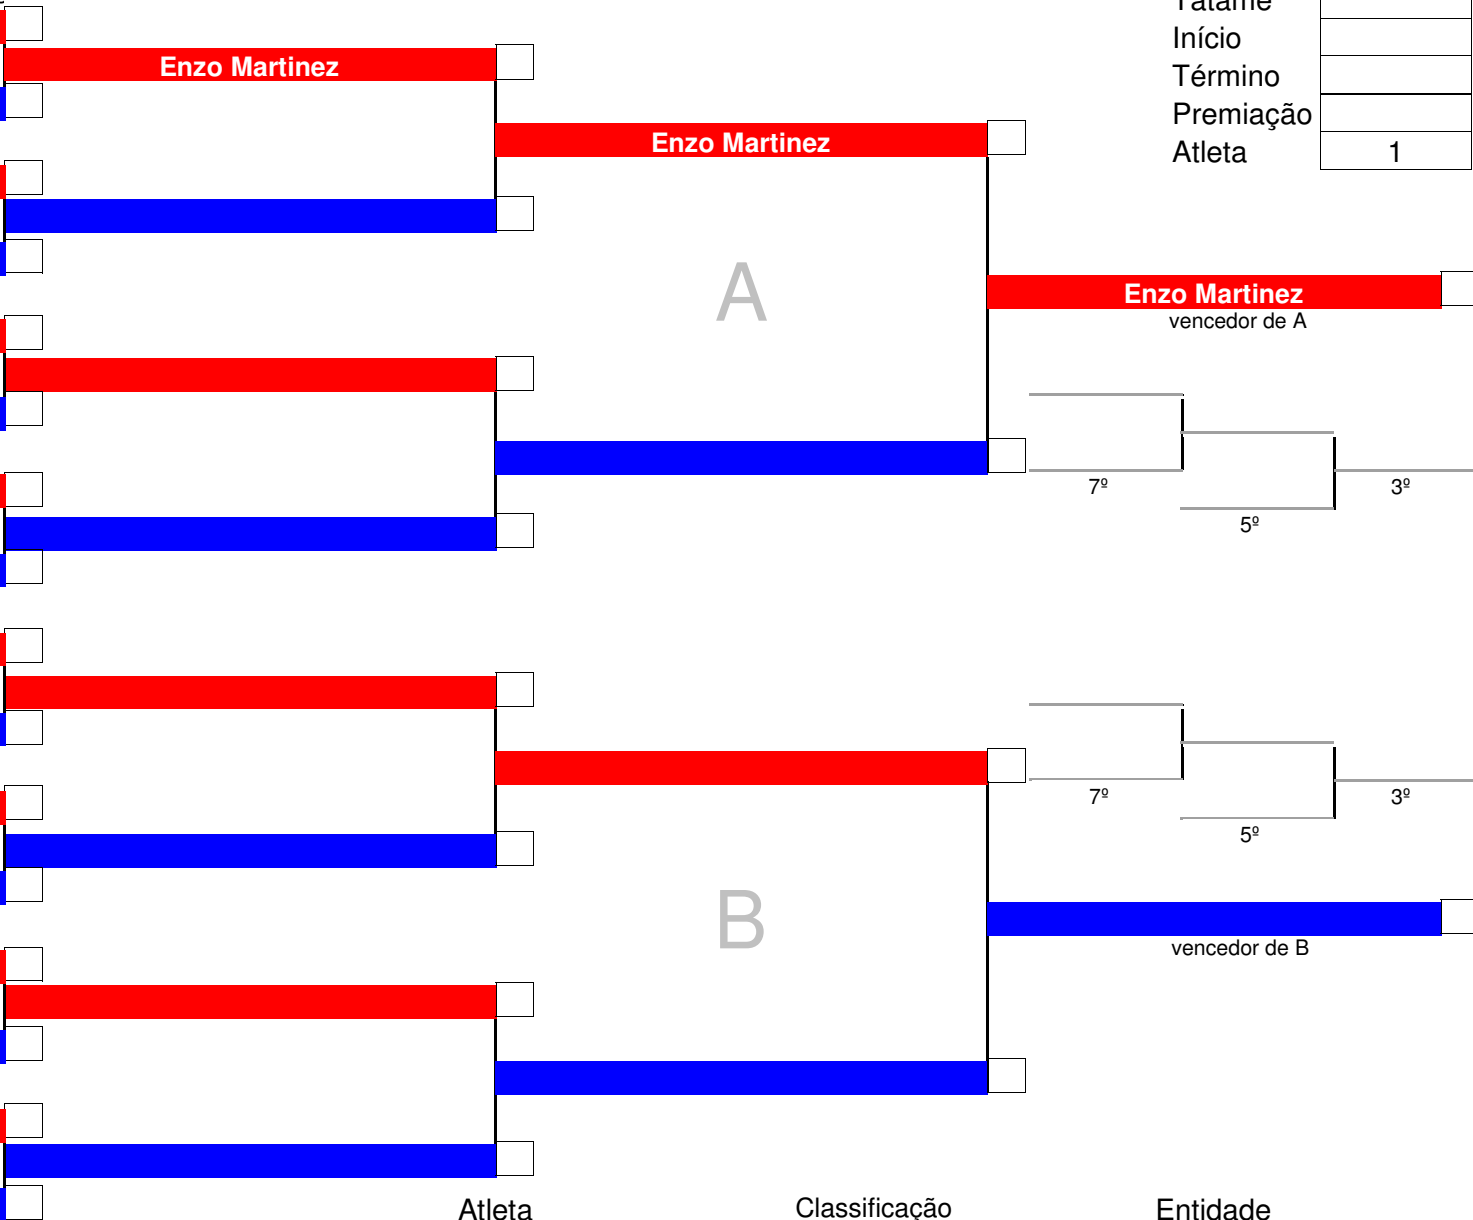 Tatame
Início
Enzo Martinez
Término
Premiação
Enzo Martinez
Atleta 1
A
Enzo Martinez
vencedor de A
7º 3º
5º
7º 3º
5º
B
vencedor de B
Atleta Classificação Entidade